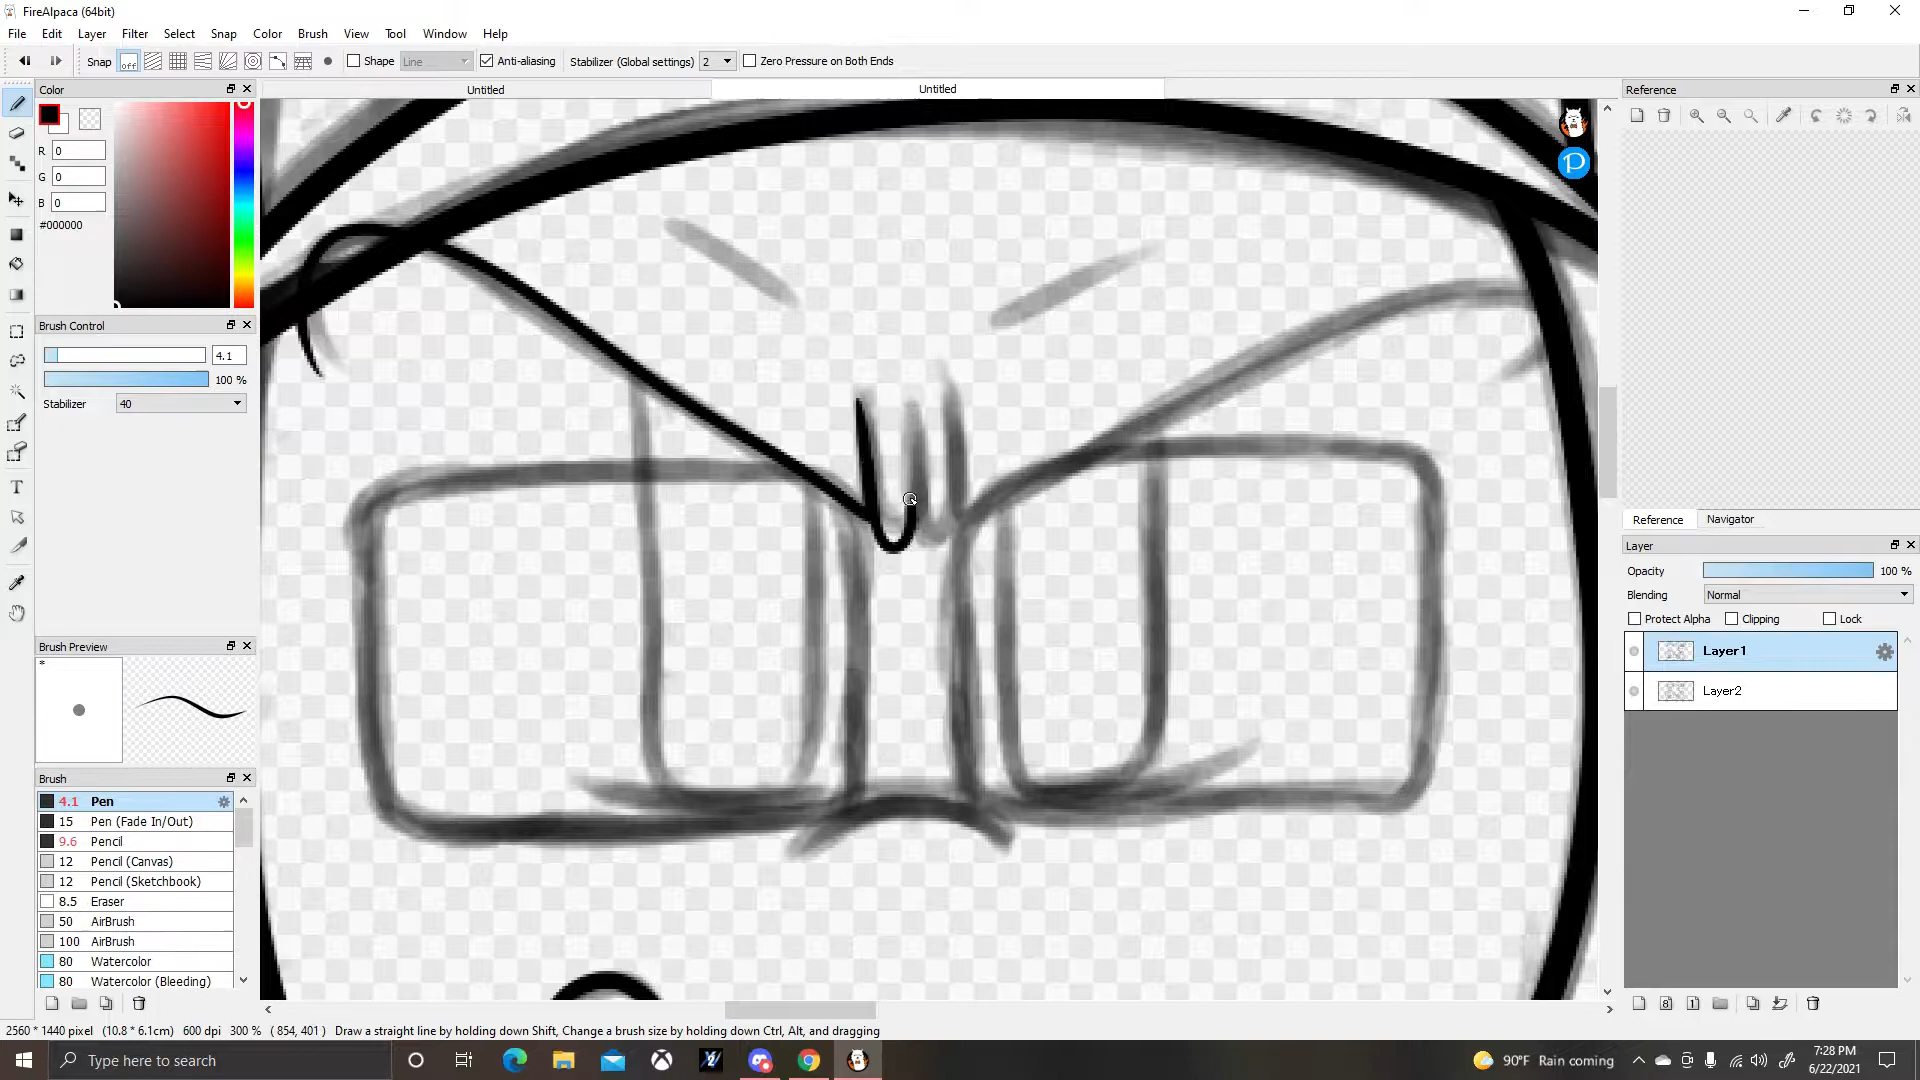 FireAlpaca (64bit)
File Edit Layer Filter Select Snap Color Brush View Tool Window Help
Snap off Shape Line Anti-aliasing Stabilizer (Global settings) 2 Zero Pressure on Both Ends
Color
Untitled Untitled
Reference
R 0
G 0
B 0
#000000
Brush Control
4.1
100 %
Stabilizer 40
Reference Navigator
Layer
Opacity 100 %
Blending Normal
Protect Alpha Clipping Lock
Layer1
Layer2
Brush Preview
*
Brush
4.1 Pen
15 Pen (Fade In/Out)
9.6 Pencil
12 Pencil (Canvas)
12 Pencil (Sketchbook)
8.5 Eraser
50 AirBrush
100 AirBrush
80 Watercolor
80 Watercolor (Bleeding)
2560 * 1440 pixel (10.8 * 6.1cm) 600 dpi 300 % ( 854, 401 ) Draw a straight line by holding down Shift, Change a brush size by holding down Ctrl, Alt, and dragging
Type here to search
90°F Rain coming
7:28 PM
6/22/2021